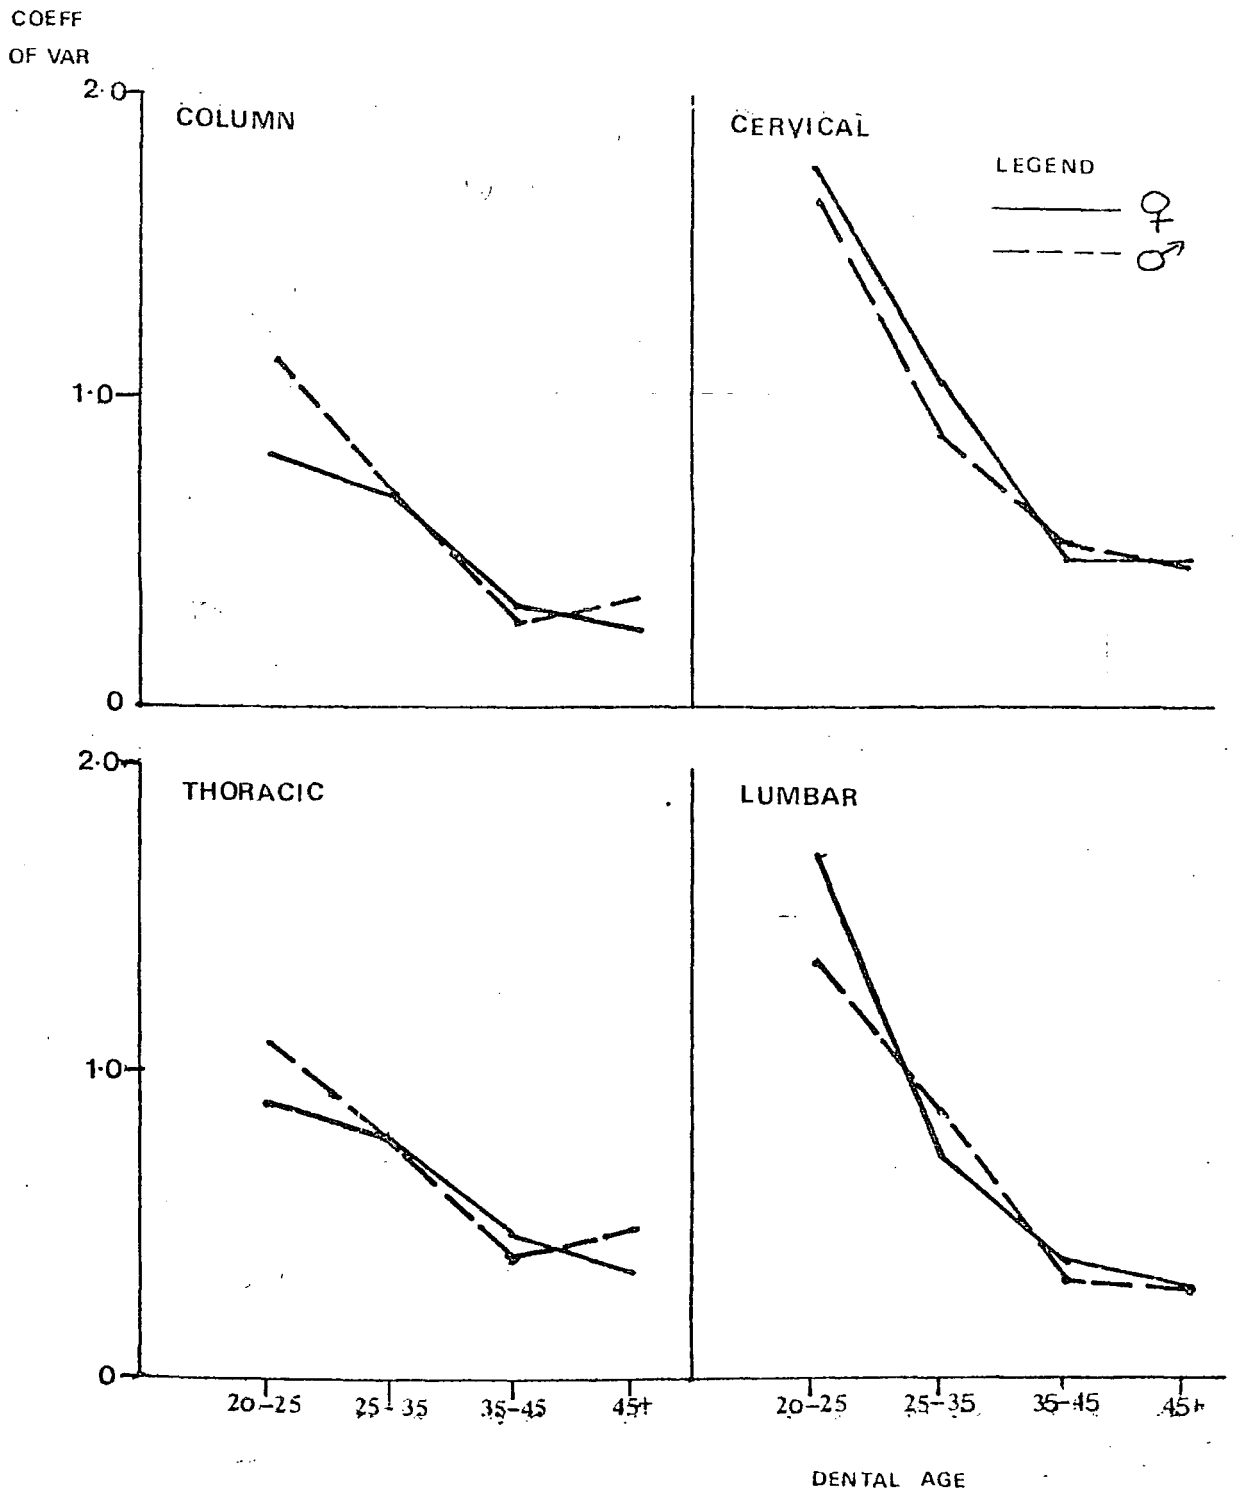 COEFF
OF VAR
2·0
COLUMN
CERVICAL
LEGEND
♀
♂
1·0
0
2·0
THORACIC
LUMBAR
1·0
0
20-25 25-35 35-45 45+ 20-25 25-35 35-45 45+
DENTAL AGE